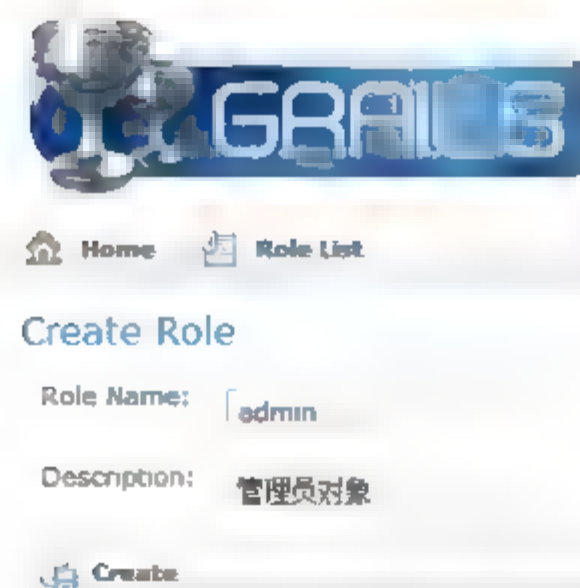 GRAILS
Home Role List
Create Role
Role Name: admin
Description: 管理员对象
Create